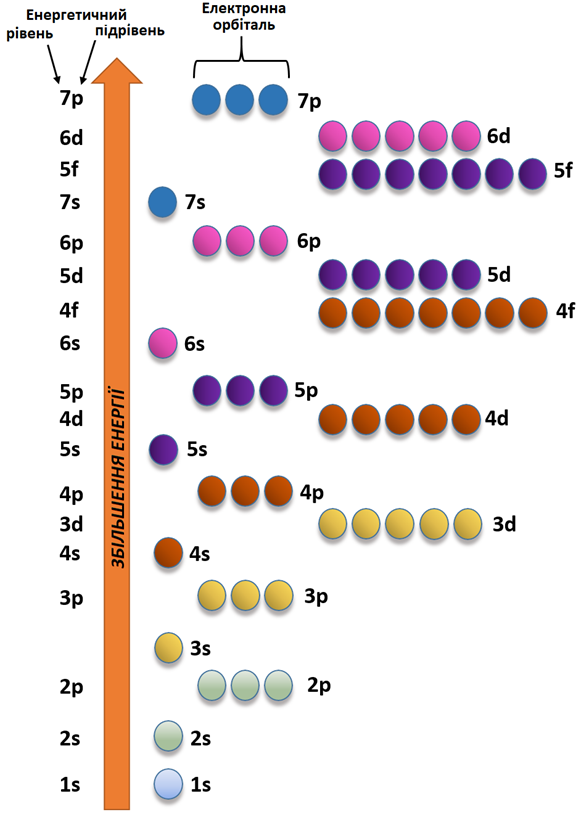 Енергетичний
рівень підрівень
Електронна
орбіталь
7p 7p
6d 6d
5f 5f
7s 7s
6p 6p
5d 5d
4f 4f
6s 6s
5p 5p
4d 4d
5s 5s
4p 4p
3d 3d
4s 4s
3p 3p
3s
2p 2p
2s 2s
1s 1s
ЗБІЛЬШЕННЯ ЕНЕРГІЇ